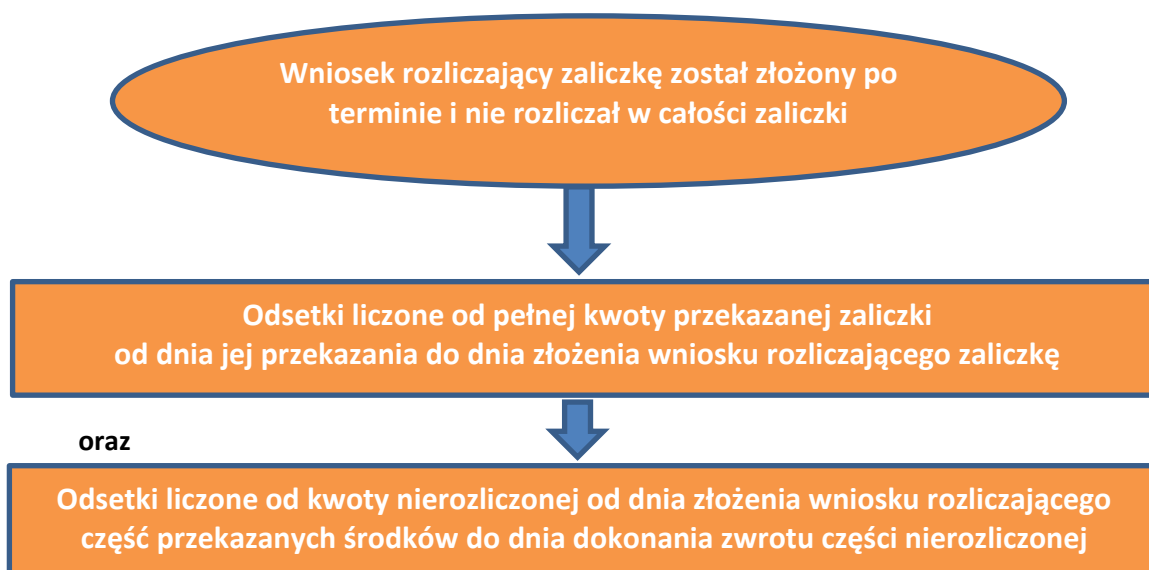 Wniosek rozliczający zaliczkę został złożony po
terminie i nie rozliczał w całości zaliczki
Odsetki liczone od pełnej kwoty przekazanej zaliczki
od dnia jej przekazania do dnia złożenia wniosku rozliczającego zaliczkę
oraz
Odsetki liczone od kwoty nierozliczonej od dnia złożenia wniosku rozliczającego
część przekazanych środków do dnia dokonania zwrotu części nierozliczonej